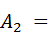 A₂ =